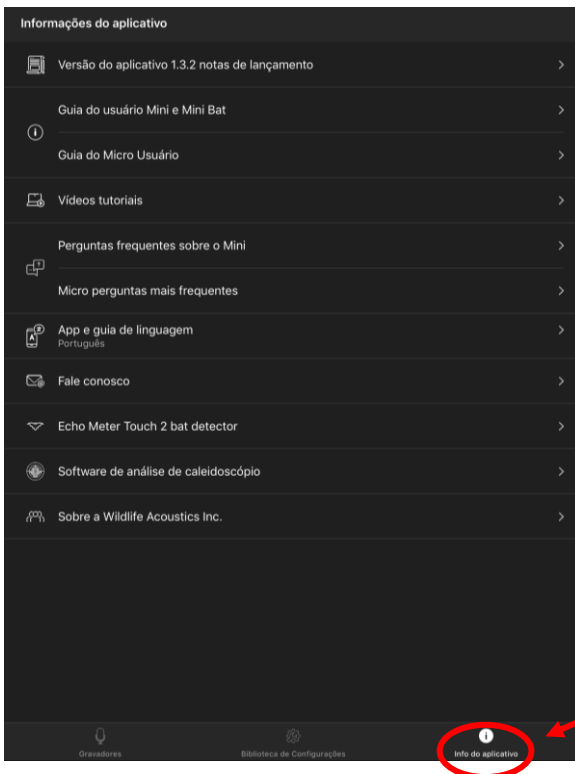 Informações do aplicativo
Versão do aplicativo 1.3.2 notas de lançamento
Guia do usuário Mini e Mini Bat
Guia do Micro Usuário
Vídeos tutoriais
Perguntas frequentes sobre o Mini
Micro perguntas mais frequentes
App e guia de linguagem
Português
Fale conosco
Echo Meter Touch 2 bat detector
Software de análise de caleidoscópio
Sobre a Wildlife Acoustics Inc.
Gravadores
Biblioteca de Configurações
Info do aplicativo